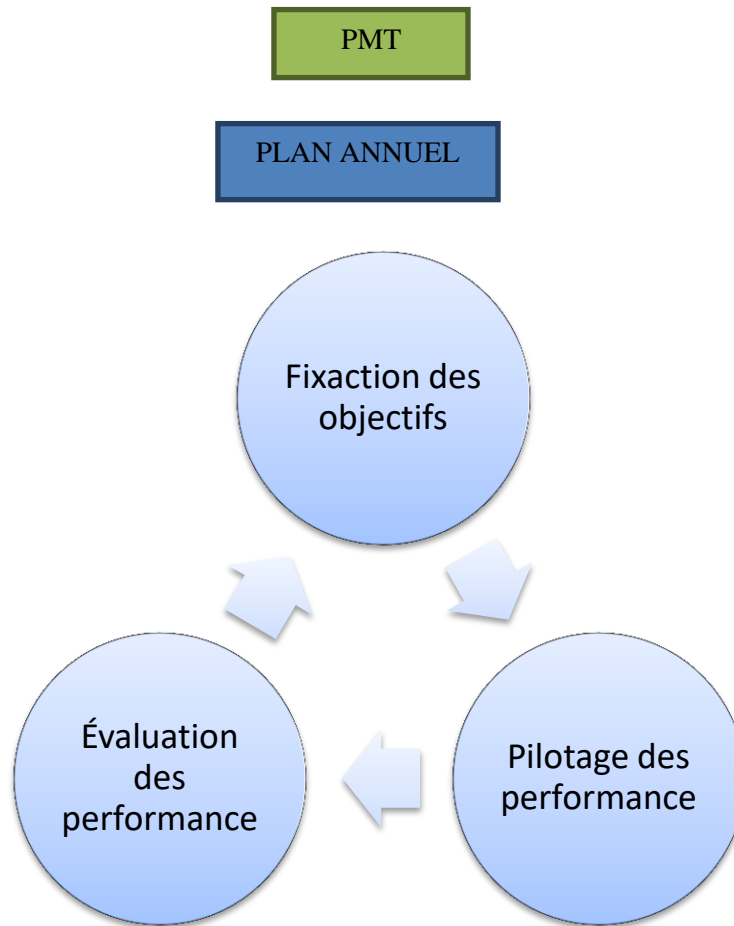 PMT
PLAN ANNUEL
Fixaction des
objectifs
Pilotage des
performance
Évaluation
des
performance